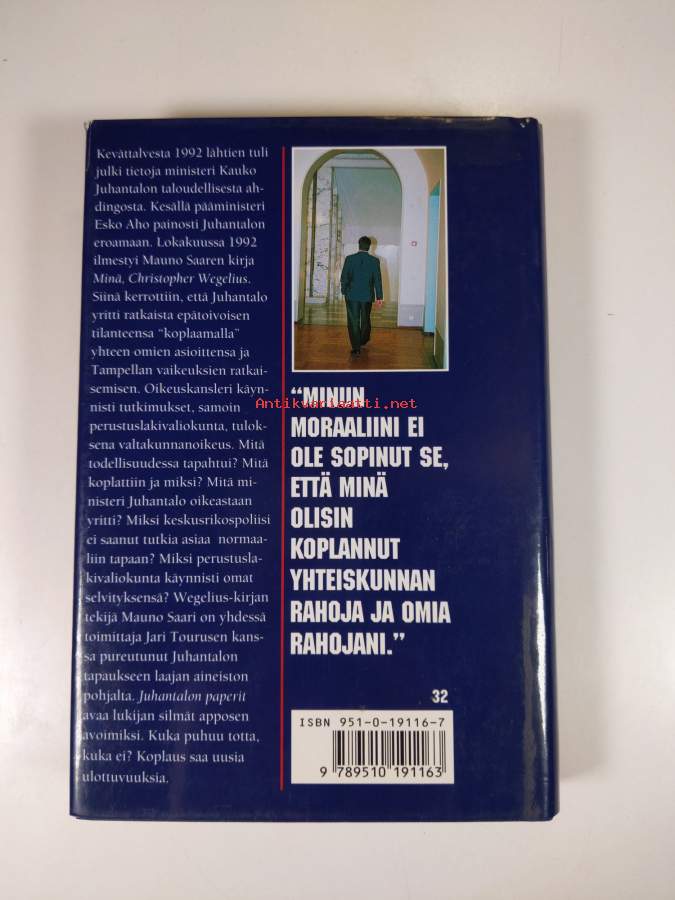 Kevättalvesta 1992 lähtien tuli
julki tietoja ministeri Kauko
Juhantalon taloudellisesta ah-
dingosta. Kesällä pääministeri
Esko Aho painosti Juhantalon
eroamaan. Lokakuussa 1992
ilmestyi Mauno Saaren kirja
Minä, Christopher Wegelius.
Siinä kerrottiin, että Juhantalo
yritti ratkaista epätoivoisen
tilanteensa “koplaamalla”
yhteen omien asioittensa ja
Tampellan vaikeuksien ratkai-
semisen. Oikeuskansleri käyn-
nisti tutkimukset, samoin
perustuslakivaliokunta, tulok-
sena valtakunnanoikeus. Mitä
todellisuudessa tapahtui? Mitä
koplattiin ja miksi? Mitä mi-
nisteri Juhantalo oikeastaan
yritti? Miksi keskusrikospoliisi
ei saanut tutkia asiaa normaa-
liin tapaan? Miksi perustusla-
kivaliokunta käynnisti omat
selvityksensä? Wegelius-kirjan
tekijä Mauno Saari on yhdessä
toimittaja Jari Tourusen kans-
sa pureutunut Juhantalon
tapaukseen laajan aineiston
pohjalta. Juhantalon paperit
avaa lukijan silmät apposen
avoimiksi. Kuka puhuu totta,
kuka ei? Koplaus saa uusia
ulottuvuuksia.
“MINUN
MORAALIINI EI
OLE SOPINUT SE,
ETTÄ MINÄ
OLISIN
KOPLANNUT
YHTEISKUNNAN
RAHOJA JA OMIA
RAHOJANI.”
Antikvariaatti.net
32
ISBN 951-0-19116-7
9 789510 191163